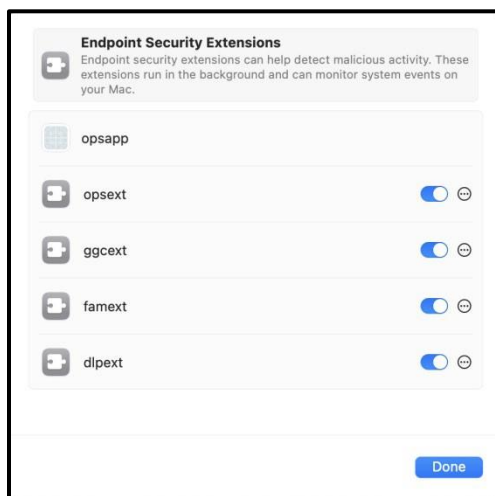 Endpoint Security Extensions
Endpoint security extensions can help detect malicious activity. These
extensions run in the background and can monitor system events on
your Mac.
opsapp
opsext
ggcext
famext
dlpext
Done